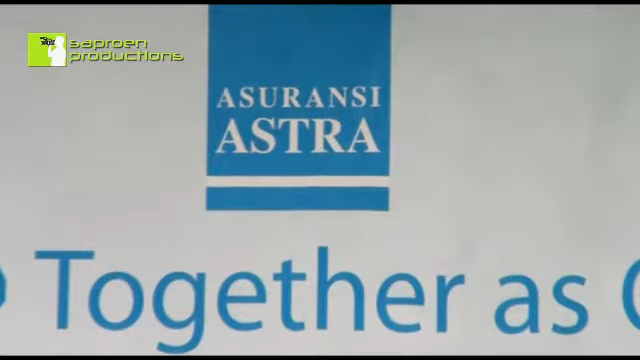 saproen
productions
ASURANSI
ASTRA
Together as